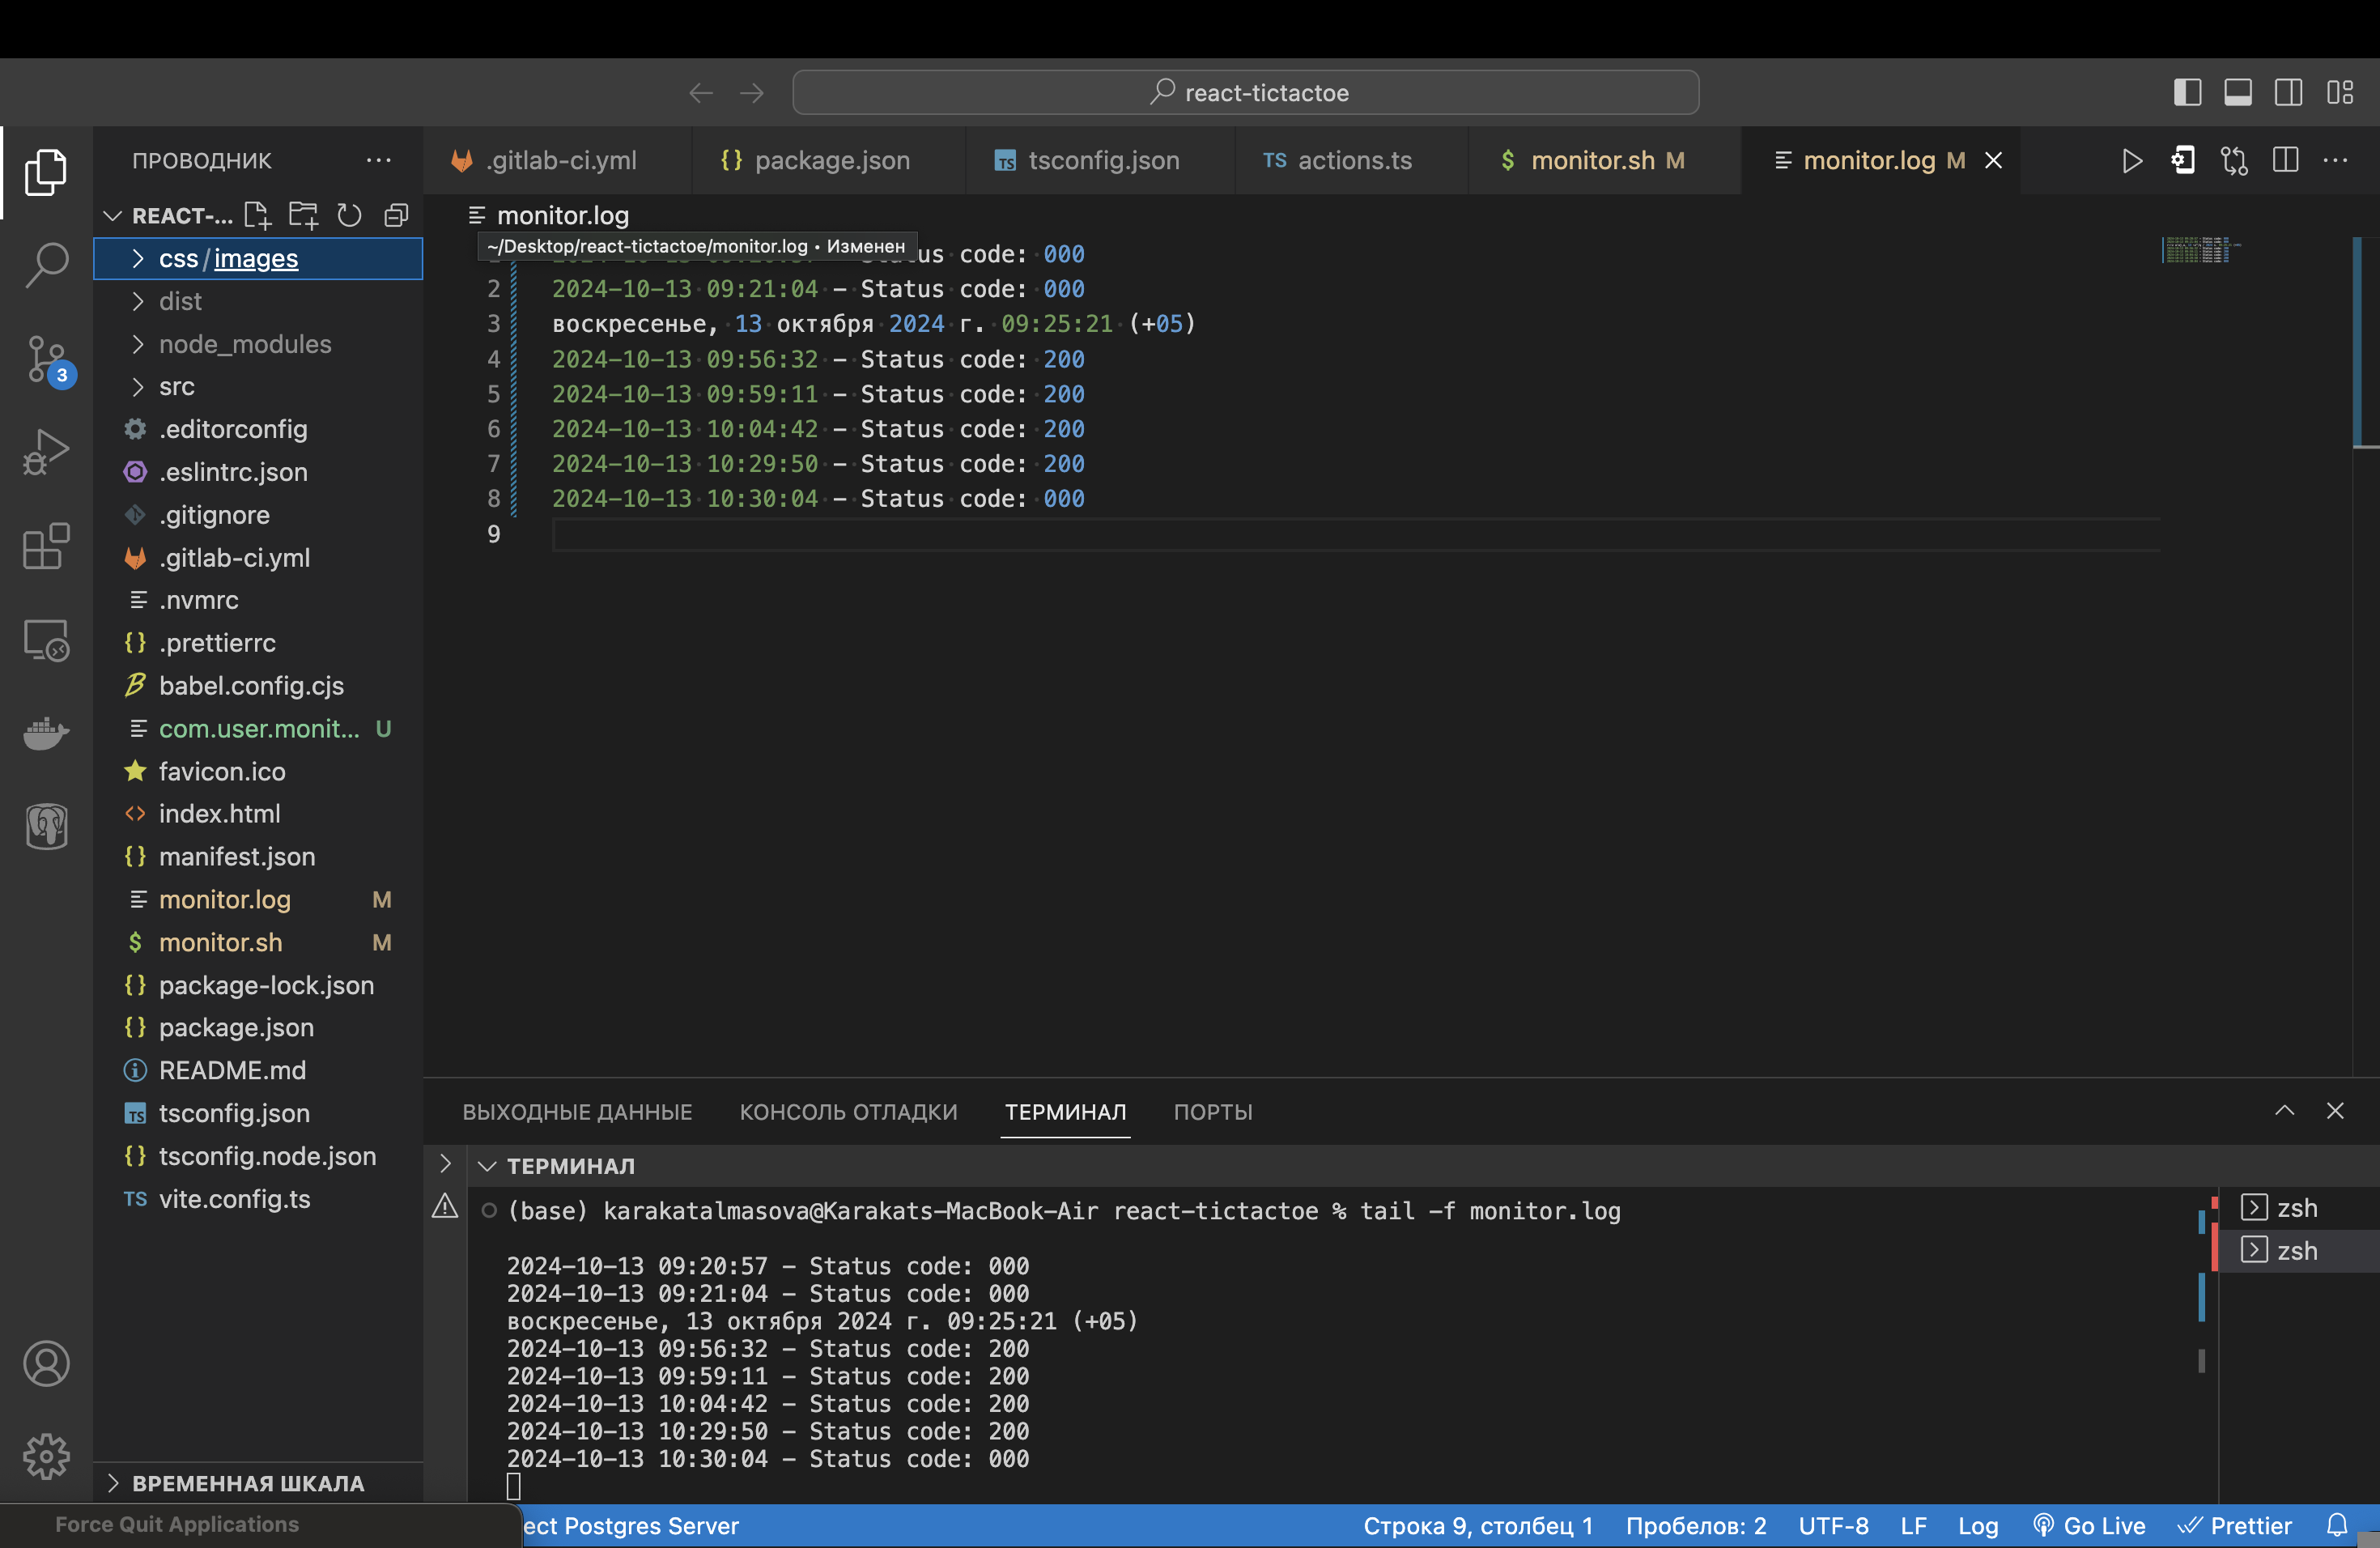 react-tictactoe
ПРОВОДНИК
REACT-...
css/images
dist
node_modules
src
.editorconfig
.eslintrc.json
.gitignore
.gitlab-ci.yml
.nvmrc
.prettierrc
babel.config.cjs
com.user.monit... U
favicon.ico
index.html
manifest.json
monitor.log M
monitor.sh M
package-lock.json
package.json
README.md
tsconfig.json
tsconfig.node.json
TS vite.config.ts
ВРЕМЕННАЯ ШКАЛА
3
.gitlab-ci.yml
package.json
tsconfig.json
TS actions.ts
$ monitor.sh M
monitor.log M
monitor.log
~/Desktop/react-tictactoe/monitor.log • Изменен
us code: 000
2 2024-10-13 09:21:04 - Status code: 000
3 воскресенье, 13 октября 2024 г. 09:25:21 (+05)
4 2024-10-13 09:56:32 - Status code: 200
5 2024-10-13 09:59:11 - Status code: 200
6 2024-10-13 10:04:42 - Status code: 200
7 2024-10-13 10:29:50 - Status code: 200
8 2024-10-13 10:30:04 - Status code: 000
9
ВЫХОДНЫЕ ДАННЫЕ
КОНСОЛЬ ОТЛАДКИ
ТЕРМИНАЛ
ПОРТЫ
ТЕРМИНАЛ
(base) karakatalmasova@Karakats-MacBook-Air react-tictactoe % tail -f monitor.log
2024-10-13 09:20:57 - Status code: 000
2024-10-13 09:21:04 - Status code: 000
воскресенье, 13 октября 2024 г. 09:25:21 (+05)
2024-10-13 09:56:32 - Status code: 200
2024-10-13 09:59:11 - Status code: 200
2024-10-13 10:04:42 - Status code: 200
2024-10-13 10:29:50 - Status code: 200
2024-10-13 10:30:04 - Status code: 000
zsh
zsh
Force Quit Applications
ect Postgres Server
Строка 9, столбец 1
Пробелов: 2
UTF-8
LF
Log
Go Live
Prettier